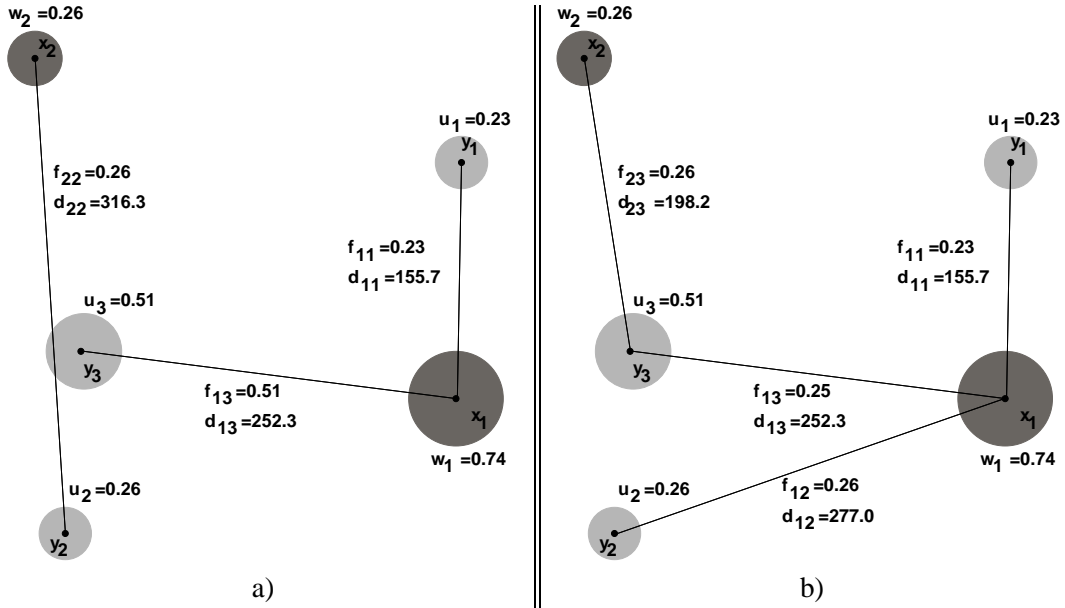 w2 =0.26
x2
u1 =0.23
y1
f22 =0.26
d22 =316.3
f11 =0.23
d11 =155.7
u3 =0.51
y3
f13 =0.51
d13 =252.3
x1
w1 =0.74
u2 =0.26
y2
a)
w2 =0.26
x2
u1 =0.23
y1
f23 =0.26
d23 =198.2
f11 =0.23
d11 =155.7
u3 =0.51
y3
f13 =0.25
d13 =252.3
x1
w1 =0.74
u2 =0.26
f12 =0.26
d12 =277.0
y2
b)